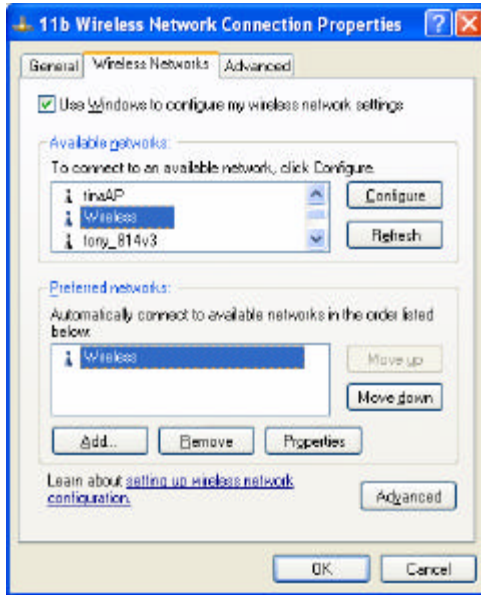 11b Wireless Network Connection Properties
General Wireless Networks Advanced
Use Windows to configure my wireless network settings
Available networks:
To connect to an available network, click Configure.
tinaAP
Wireless
tony_814v3
Configure
Refresh
Preferred networks:
Automatically connect to available networks in the order listed
below:
Wireless
Move up
Move down
Add... Remove Properties
Learn about setting up wireless network
configuration.
Advanced
OK Cancel